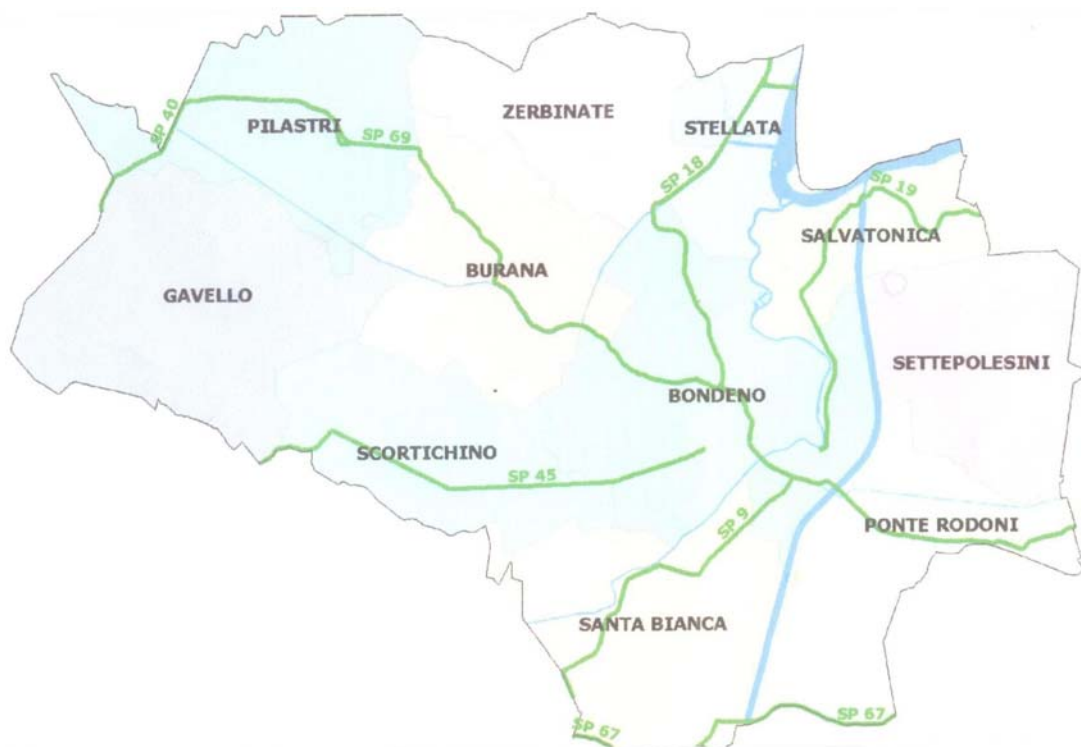 SP 40
PILASTRI
SP 69
ZERBINATE
STELLATA
SP 18
SP 19
SALVATONICA
GAVELLO
BURANA
SETTEPOLESINI
BONDENO
SCORTICHINO
SP 45
SP 9
PONTE RODONI
SANTA BIANCA
SP 67
SP 67